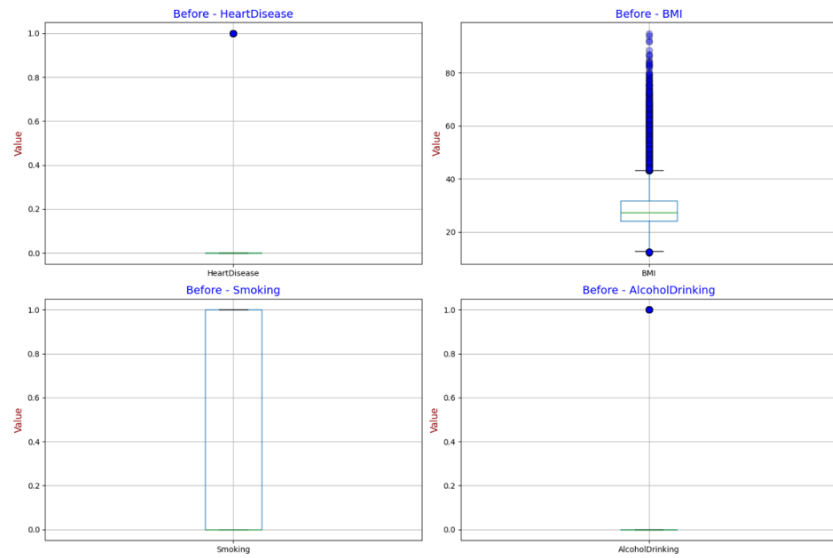 Before - HeartDisease
1.0
0.8
0.6
0.4
0.2
0.0
Value
HeartDisease
Before - BMI
80
60
40
20
Value
BMI
Before - Smoking
1.0
0.8
0.6
0.4
0.2
0.0
Value
Smoking
Before - AlcoholDrinking
1.0
0.8
0.6
0.4
0.2
0.0
Value
AlcoholDrinking